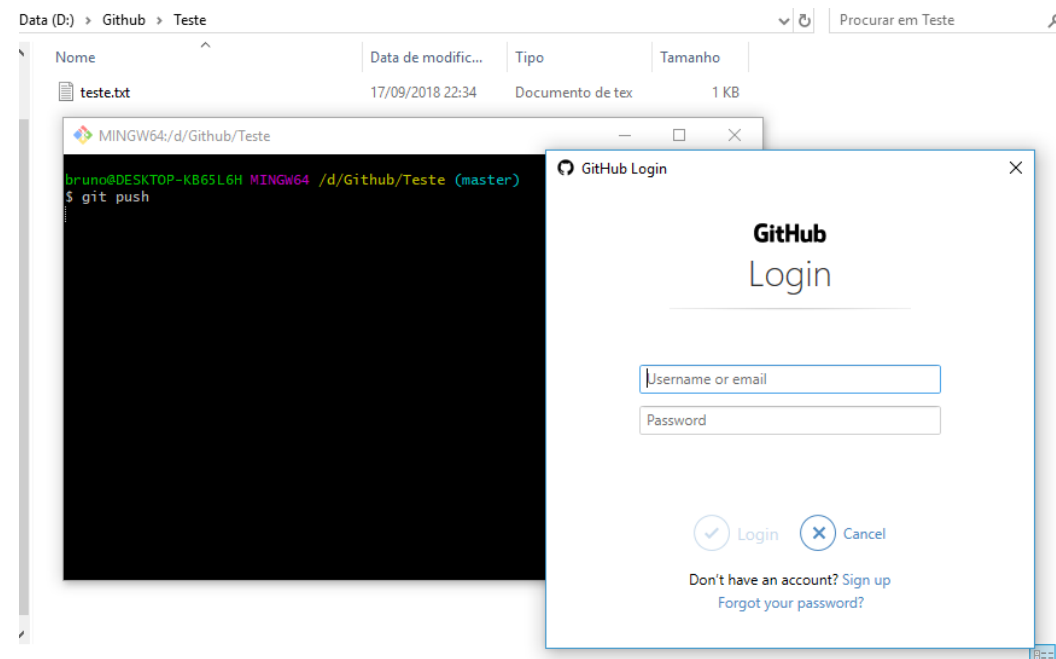 Data (D:) > Github > Teste
Procurar em Teste
Nome
Data de modific...
Tipo
Tamanho
teste.txt
17/09/2018 22:34
Documento de tex
1 KB
MINGW64:/d/Github/Teste
bruno@DESKTOP-KB65L6H MINGW64 /d/Github/Teste (master)
$ git push
GitHub Login
GitHub
Login
Username or email
Password
Login
Cancel
Don't have an account? Sign up
Forgot your password?